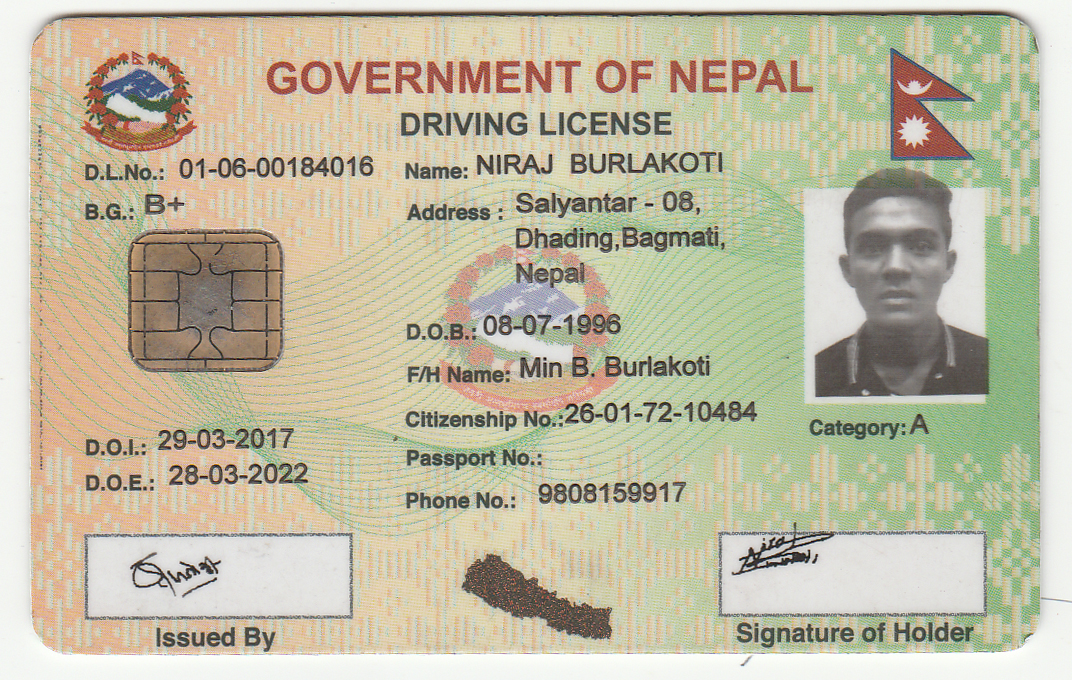 GOVERNMENT OF NEPAL
DRIVING LICENSE
D.L.No.: 01-06-00184016
B.G.: B+
Name: NIRAJ BURLAKOTI
Address : Salyantar - 08,
Dhading,Bagmati,
Nepal
D.O.B.: 08-07-1996
F/H Name: Min B. Burlakoti
Citizenship No.:26-01-72-10484
Passport No.:
Phone No.: 9808159917
Category: A
D.O.I.: 29-03-2017
D.O.E.: 28-03-2022
Issued By
Signature of Holder